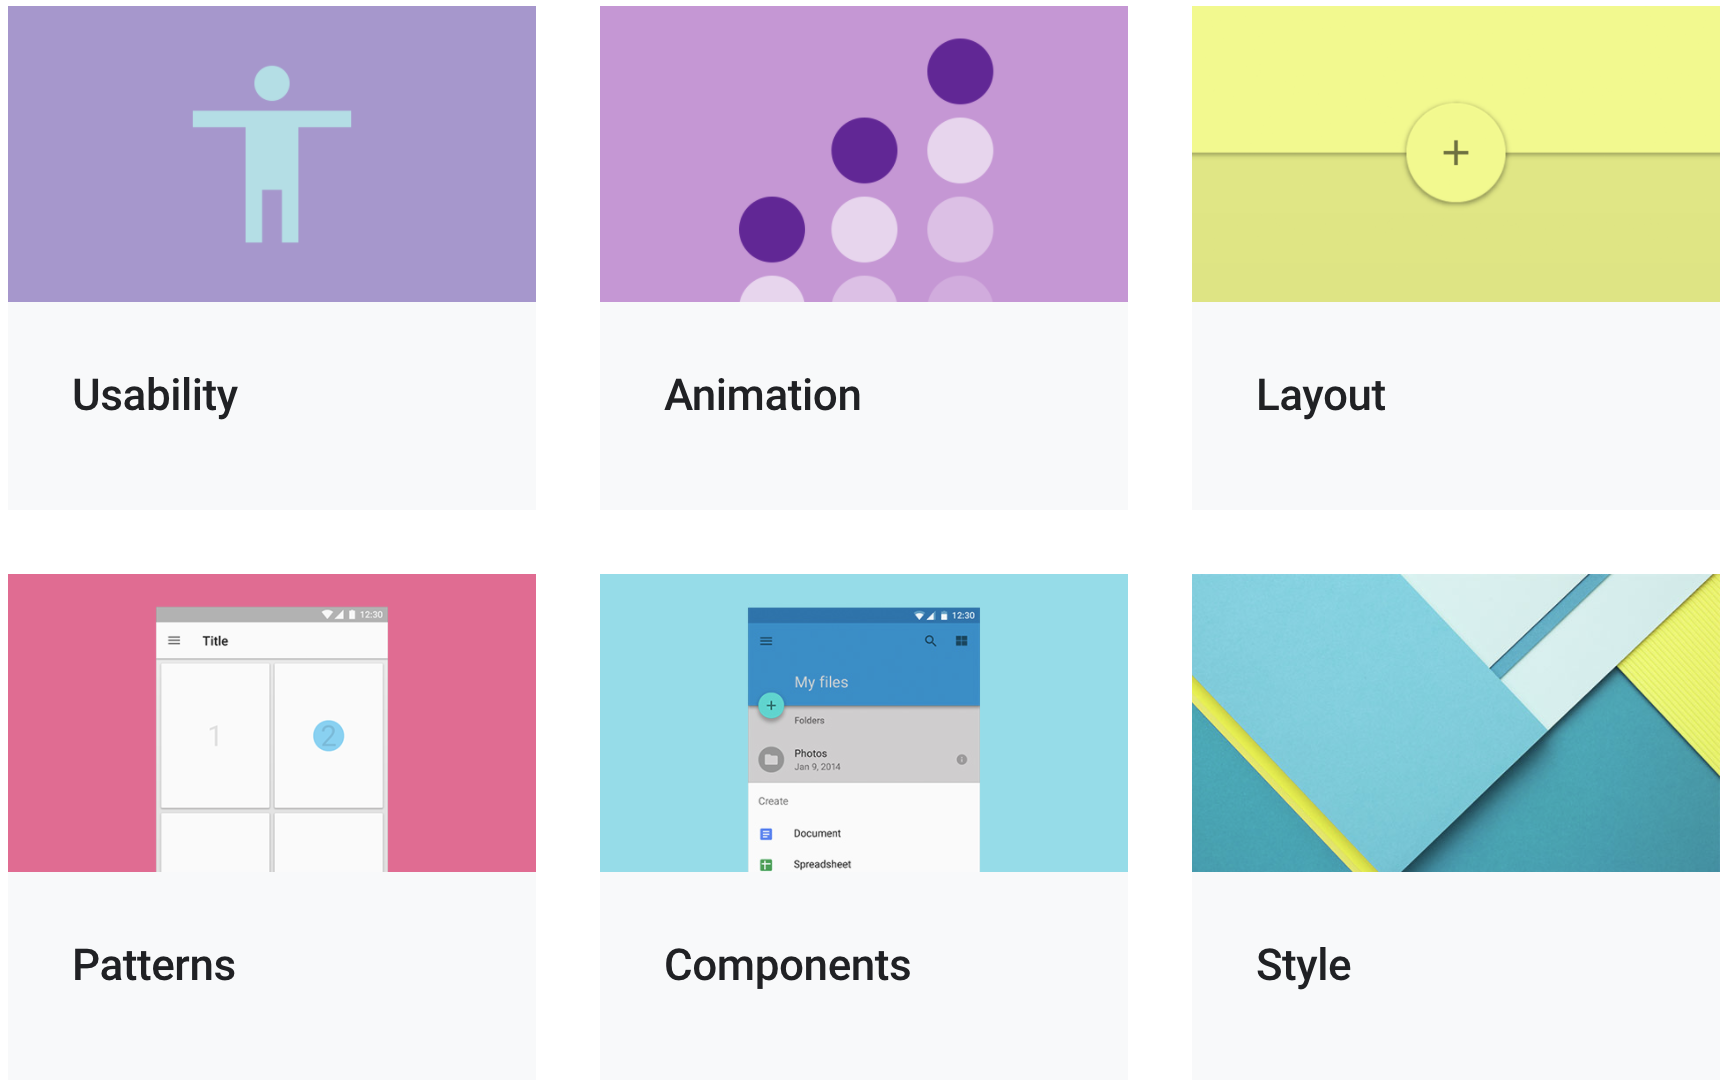 Usability
Animation
Layout
12:30
Title
1
2
Patterns
12:30
My files
Folders
Photos
Jan 9, 2014
Create
Document
Spreadsheet
Components
Style